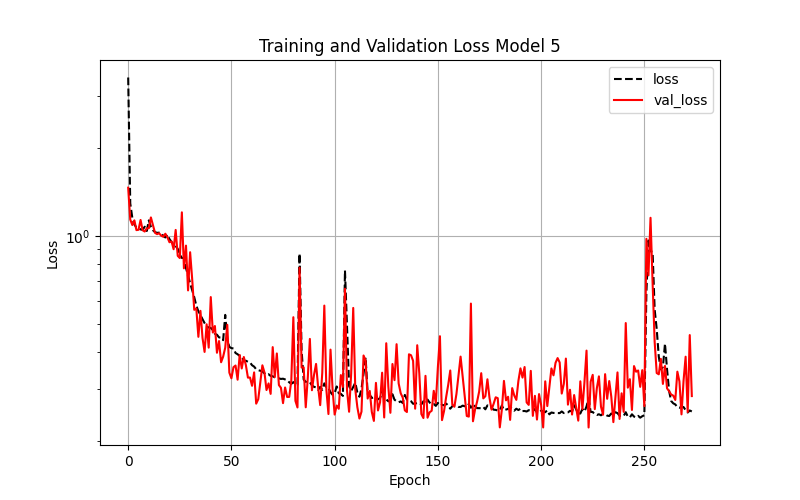 Training and Validation Loss Model 5
loss
val_loss
10⁰
Loss
0 50 100 150 200 250
Epoch